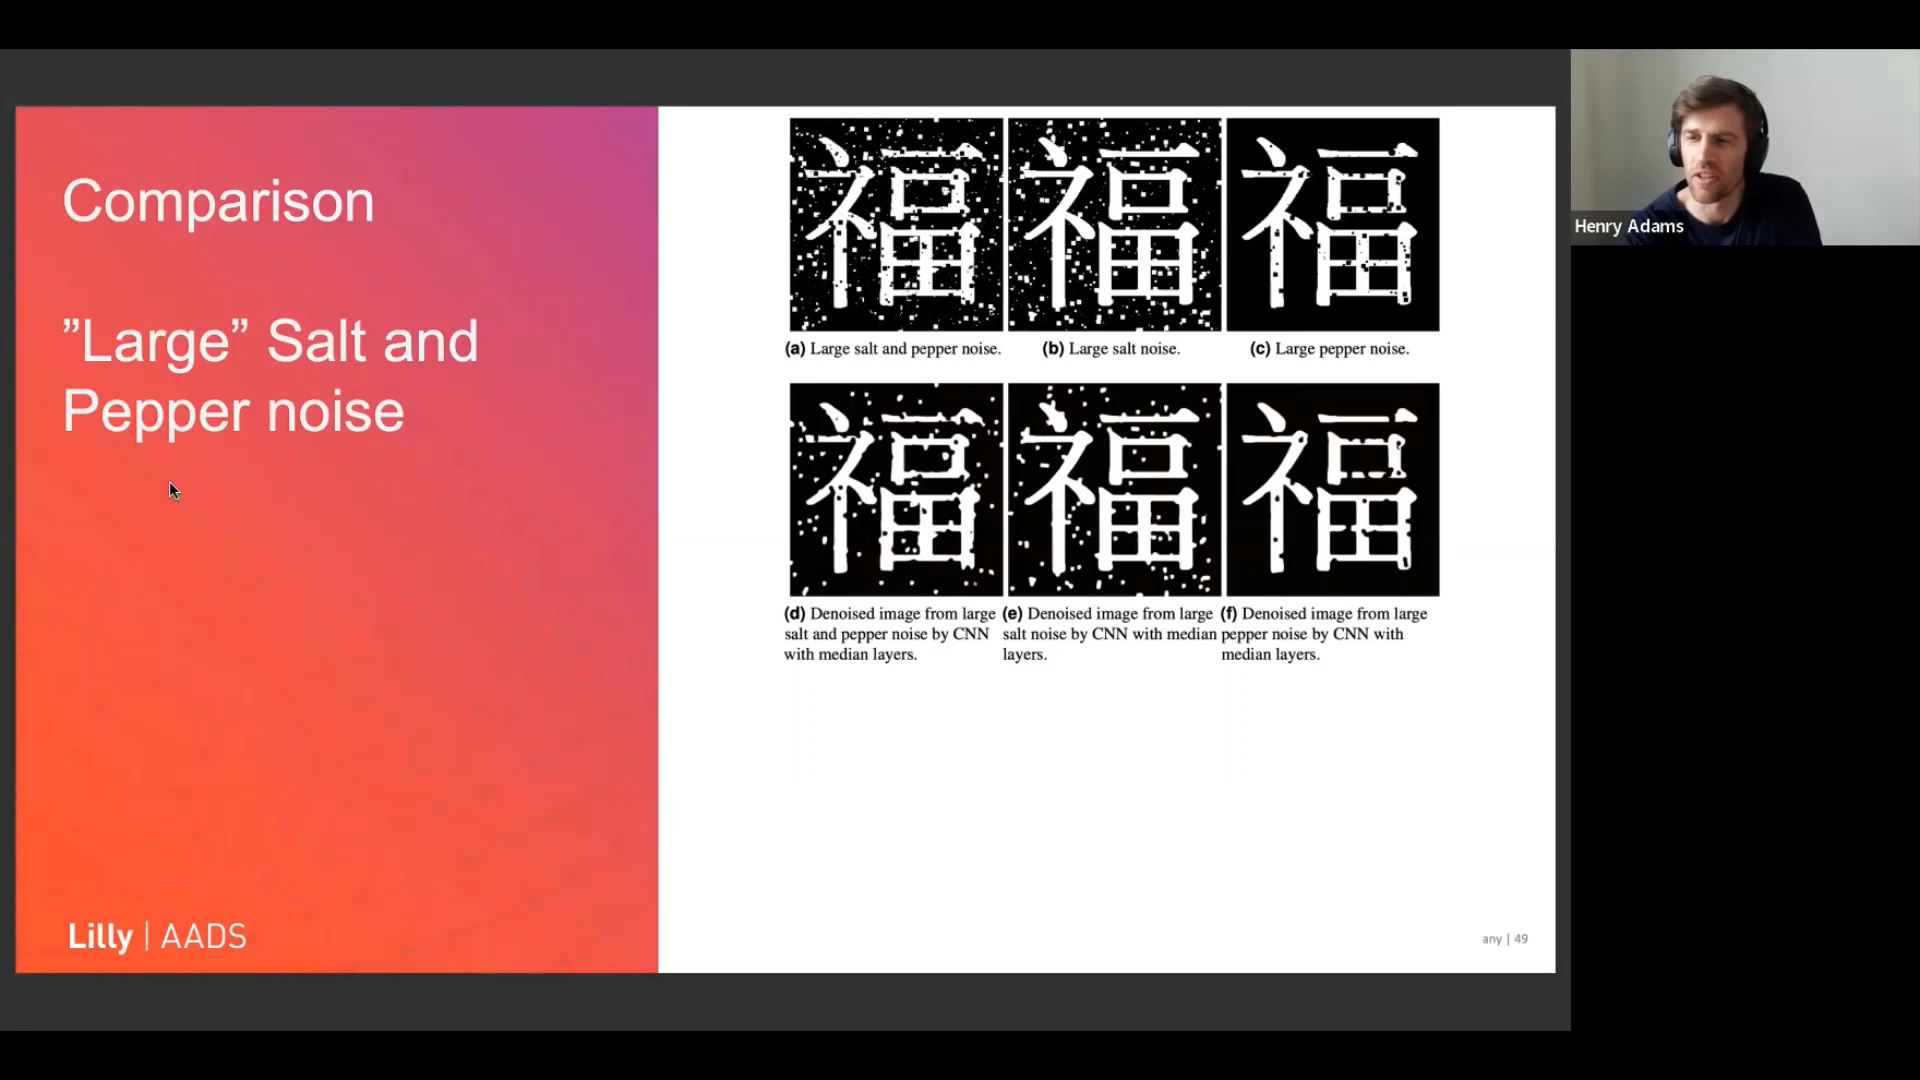 Comparison
”Large” Salt and
Pepper noise
Lilly | AADS
福 福 福
(a) Large salt and pepper noise. (b) Large salt noise. (c) Large pepper noise.
福 福 福
(d) Denoised image from large
salt and pepper noise by CNN
with median layers.
(e) Denoised image from large
salt noise by CNN with median
layers.
(f) Denoised image from large
pepper noise by CNN with
median layers.
any | 49
Henry Adams